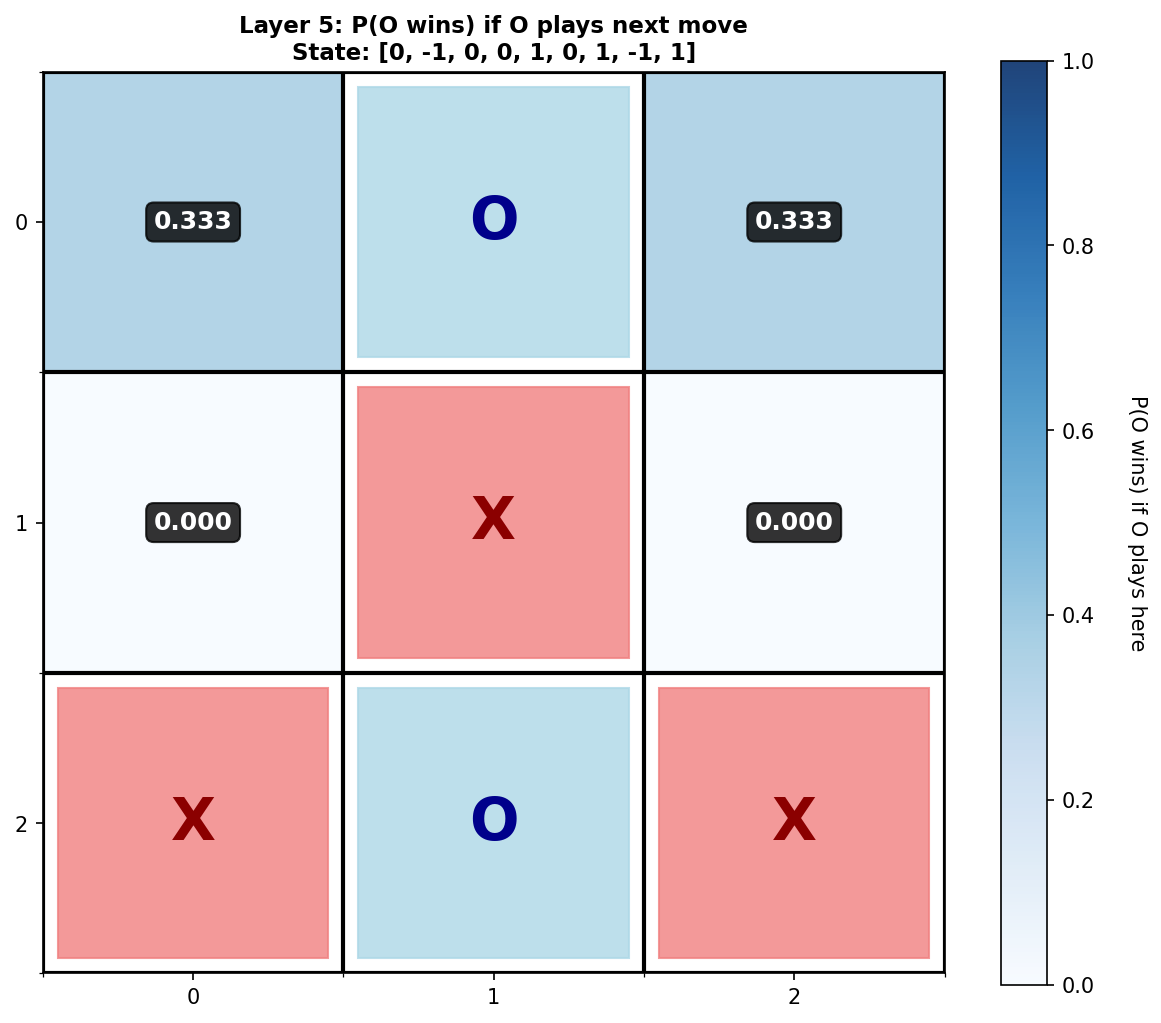 Layer 5: P(O wins) if O plays next move
State: [0, -1, 0, 0, 1, 0, 1, -1, 1]
0.333
O
0.333
0
0.000
X
0.000
1
X
O
X
2
0
1
2
1.0
0.8
0.6
0.4
0.2
0.0
P(O wins) if O plays here